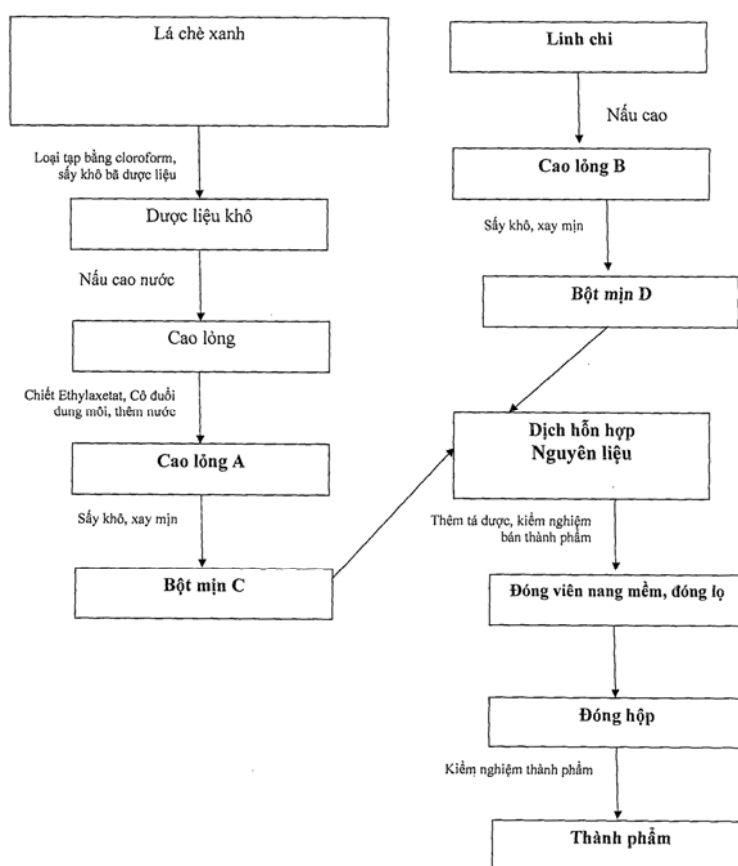 Lá chè xanh
Loại tạp bằng cloroform,
sấy khô bã dược liệu
Dược liệu khô
Nấu cao nước
Cao lỏng
Chiết Ethylaxetat, Cô đuổi
dung môi, thêm nước
Cao lỏng A
Sấy khô, xay mịn
Bột mịn C
Linh chi
Nấu cao
Cao lỏng B
Sấy khô, xay mịn
Bột mịn D
Dịch hỗn hợp
Nguyên liệu
Thêm tá dược, kiểm nghiệm
bán thành phẩm
Đóng viên nang mềm, đóng lọ
Đóng hộp
Kiểm nghiệm thành phẩm
Thành phẩm